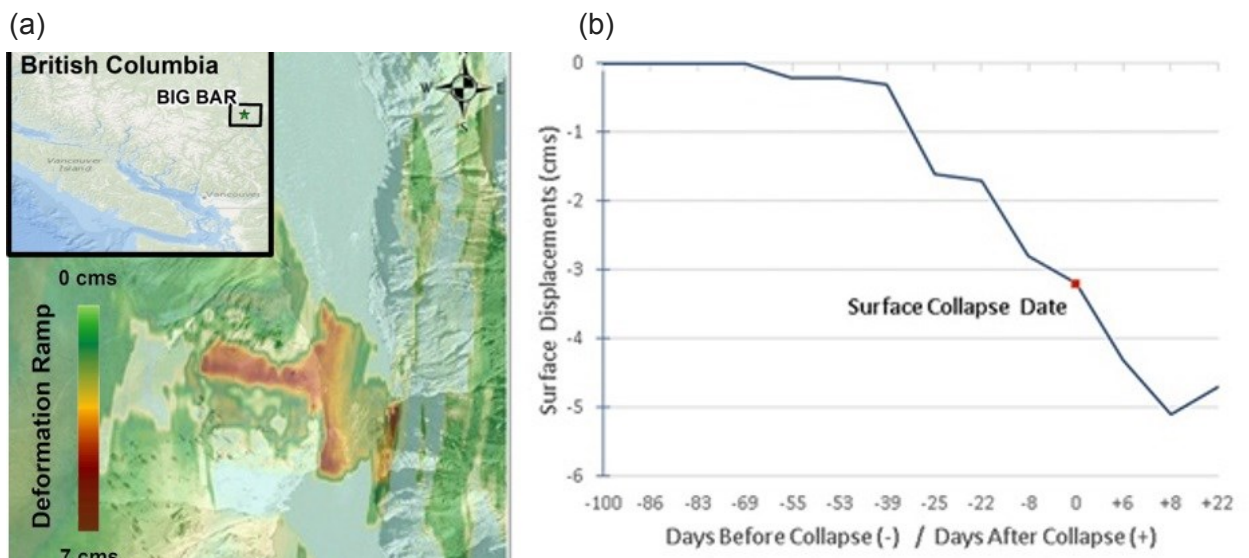 (a)
(b)
British Columbia
BIG BAR
Vancouver
Island
Vancouver
W
E
S
0 cms
Deformation Ramp
7 cms
0
-1
-2
-3
-4
-5
-6
Surface Displacements (cms)
Surface Collapse Date
-100 -86 -83 -69 -55 -53 -39 -25 -22 -8 0 +6 +8 +22
Days Before Collapse (-) / Days After Collapse (+)